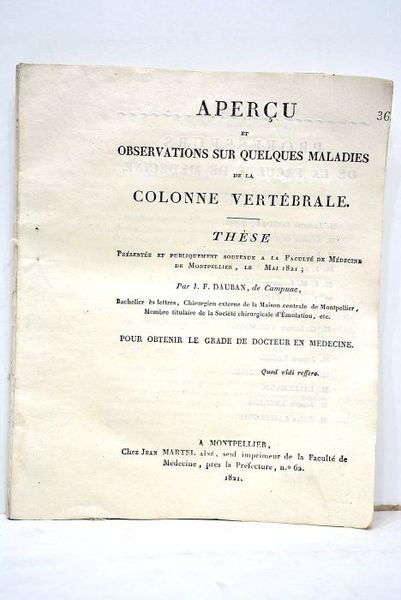 36
APERÇU
ET
OBSERVATIONS SUR QUELQUES MALADIES
DE LA
COLONNE VERTÉBRALE.
THÈSE
Présentée et publiquement soutenue a la Faculté de Médecine
de Montpellier, le Mai 1821 ;
Par J. F. DAUBAN, de Campuac,
Bachelier ès lettres, Chirurgien externe de la Maison centrale de Montpellier,
Membre titulaire de la Société chirurgicale d'Émulation, etc.
POUR OBTENIR LE GRADE DE DOCTEUR EN MEDECINE.
Quod vidi reffero.
A MONTPELLIER,
Chez Jean MARTEL aîné, seul imprimeur de la Faculté de
Medecine, près la Préfecture, n.o 62.
1821.